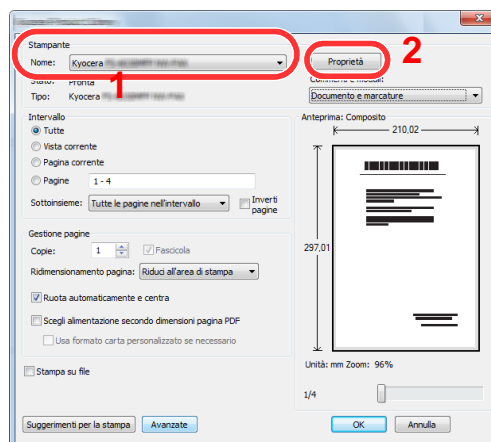 Stampante
2
Nome: Kyocera
Proprietà
1
Stato: Pronta
Commenti e moduli:
Tipo: Kyocera
Documento e marcature
Intervallo
Anteprima: Composito
Tutte
210,02
Vista corrente
Pagina corrente
Pagine 1 - 4
Sottoinsieme: Tutte le pagine nell'intervallo
Inverti
pagine
Gestione pagine
297,01
Copie: 1 Fascicola
Ridimensionamento pagina: Riduci all'area di stampa
Ruota automaticamente e centra
Scegli alimentazione secondo dimensioni pagina PDF
Usa formato carta personalizzato se necessario
Unità: mm Zoom: 96%
Stampa su file
1/4
Suggerimenti per la stampa
Avanzate
OK
Annulla